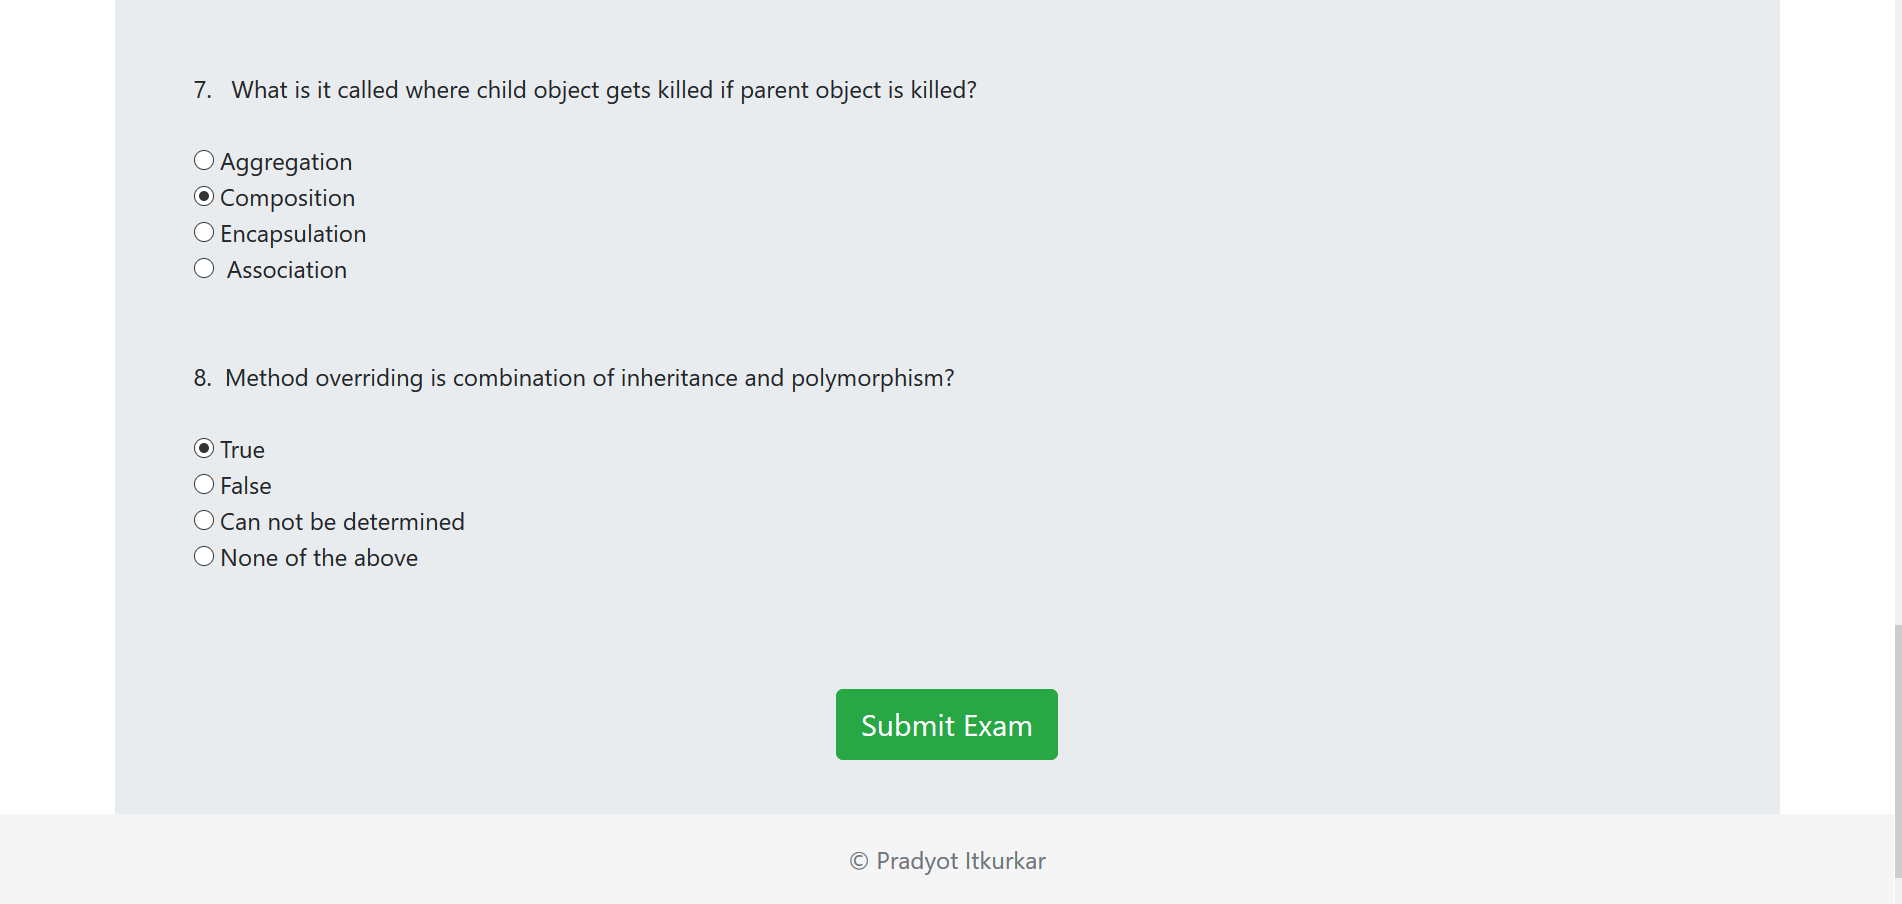 7. What is it called where child object gets killed if parent object is killed?
Aggregation
Composition
Encapsulation
Association
8. Method overriding is combination of inheritance and polymorphism?
True
False
Can not be determined
None of the above
Submit Exam
© Pradyot Itkurkar